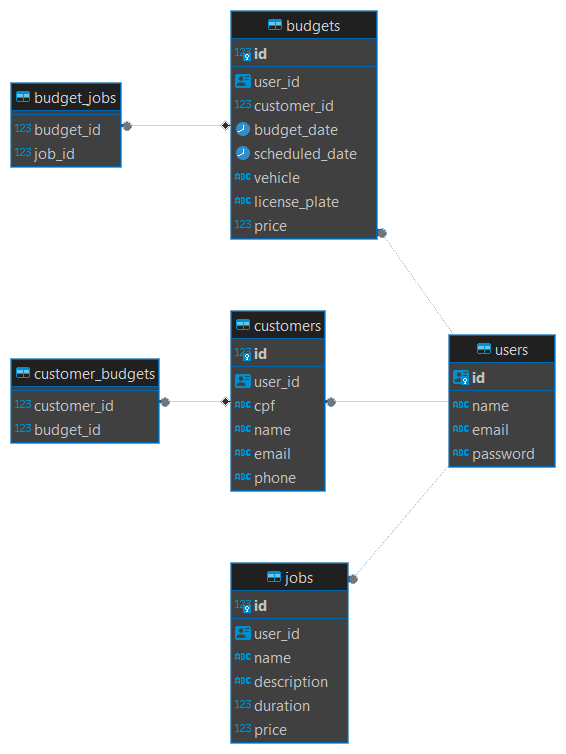 budgets
123 id
user_id
123 customer_id
budget_date
scheduled_date
ABC vehicle
ABC license_plate
123 price
budget_jobs
123 budget_id
123 job_id
customers
123 id
user_id
ABC cpf
ABC name
ABC email
ABC phone
customer_budgets
123 customer_id
123 budget_id
users
id
ABC name
ABC email
ABC password
jobs
123 id
user_id
ABC name
ABC description
123 duration
123 price